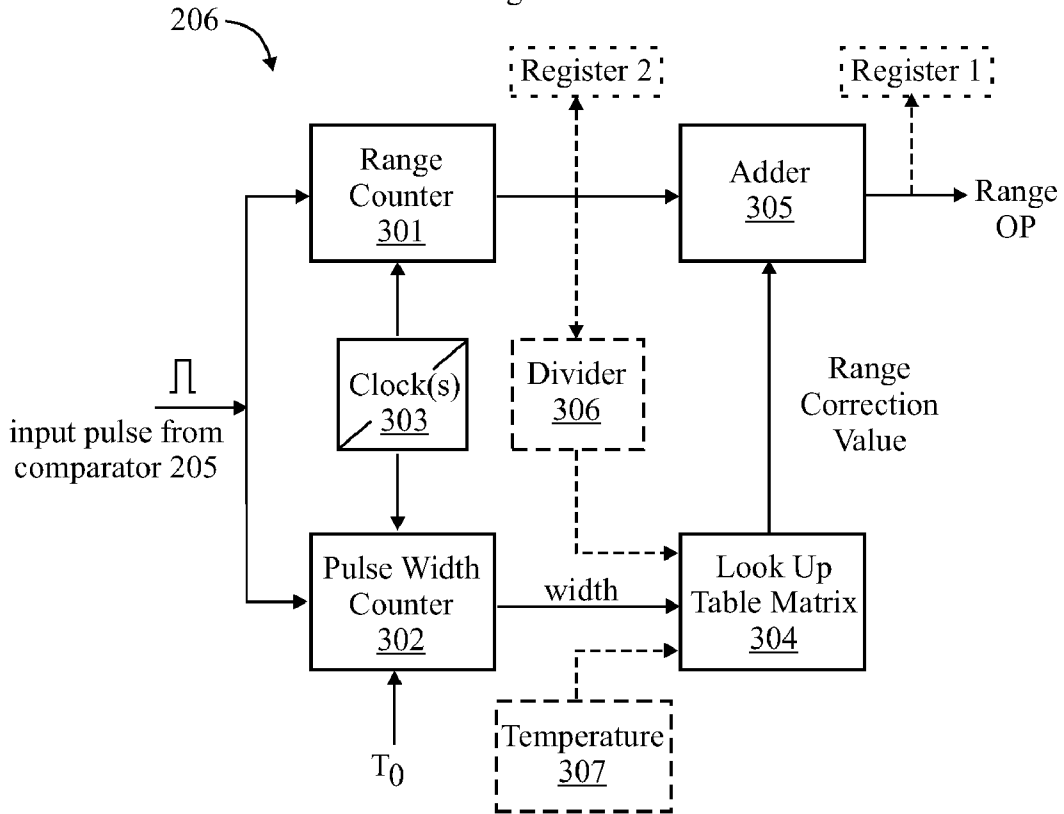 g
206
Register 2
Register 1
Range
Counter
301
Adder
305
Range
OP
Clock(s)
303
Divider
306
Range
Correction
Value
input pulse from
comparator 205
Pulse Width
Counter
302
width
Look Up
Table Matrix
304
Temperature
307
T0